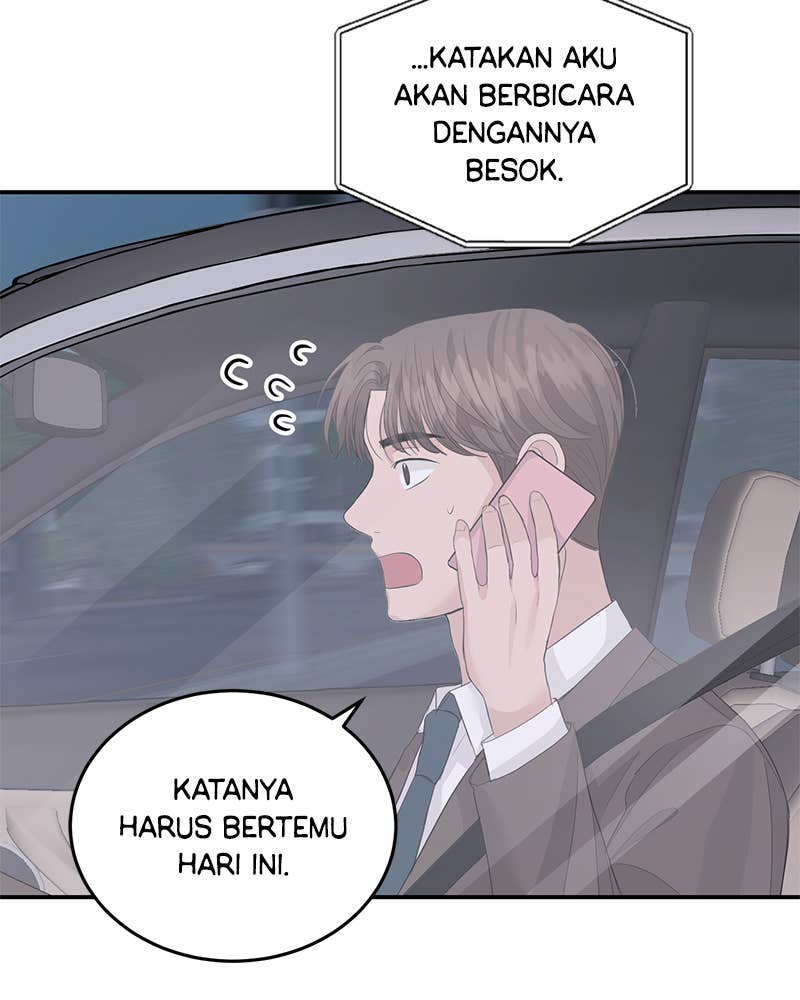 ...KATAKAN AKU
AKAN BERBICARA
DENGANNYA
BESOK.
KATANYA
HARUS BERTEMU
HARI INI.